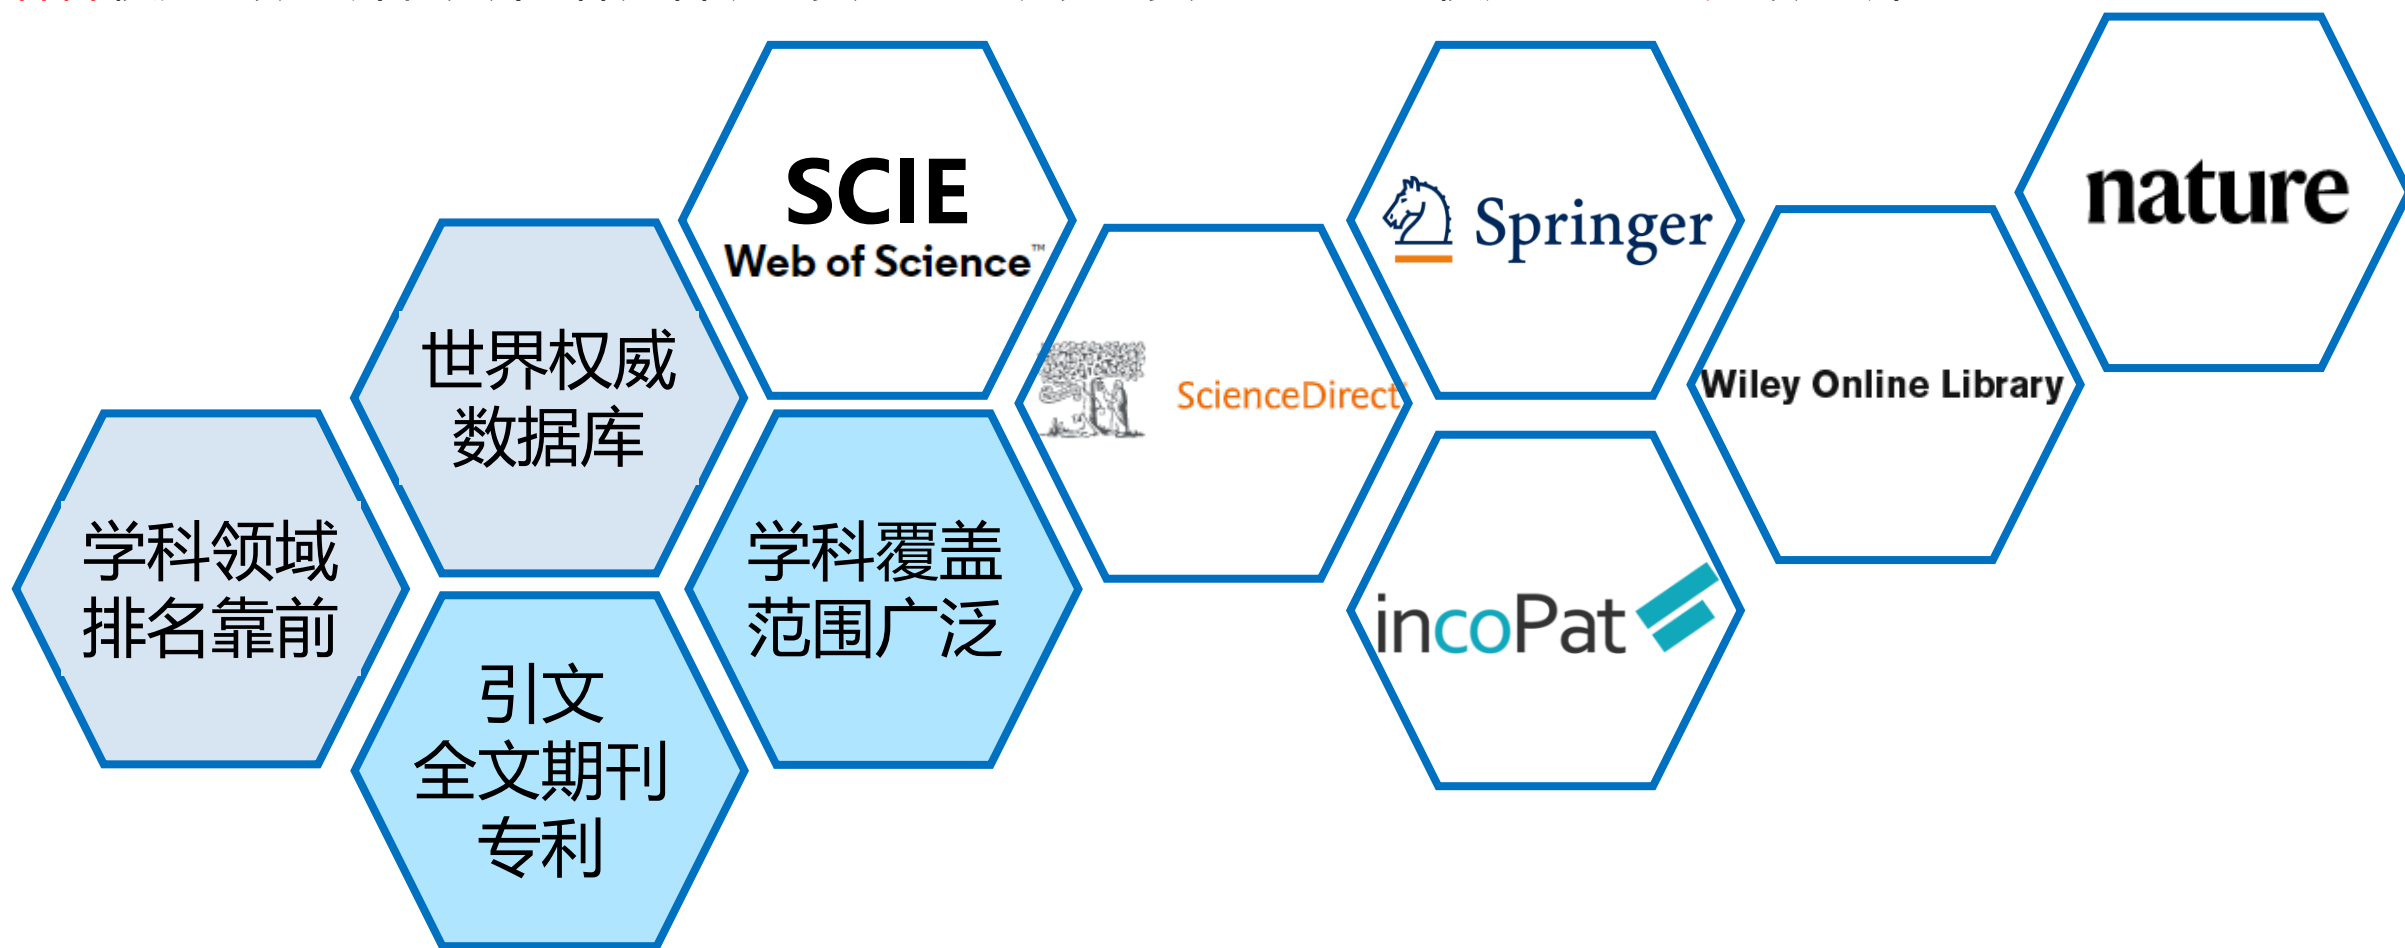 SCIE
Web of Science™
世界权威
数据库
学科领域
排名靠前
引文
全文期刊
专利
学科覆盖
范围广泛
ScienceDirect
Springer
incoPat
Wiley Online Library
nature